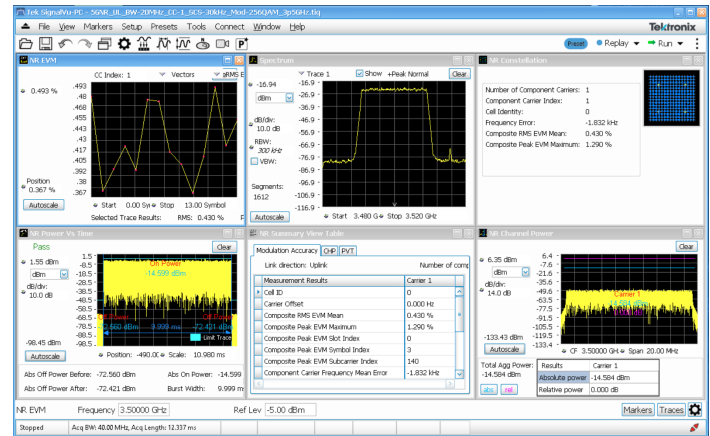 Tek SignalVu-PC - 5GNR_UL_BW-20MHz_CC-1_SCS-30kHz_Mod-256QAM_3p5GHz.tiq
File View Markers Setup Presets Tools Connect Window Help
Tektronix
Preset Replay Run
NR EVM
CC Index: 1 Vectors
0.493 %
.493
.48
.468
.455
.443
.43
.417
.405
.392
.38
.367
Position
0.367 %
Autoscale
Start 0.00 Stop 13.00 Symbol
Selected Trace Results: RMS: 0.430 %
Spectrum
Trace 1 Show +Peak Normal Clear
-16.94
dBm
dB/div:
10.0 dB
RBW:
300 kHz
VBW:
Segments:
1612
Autoscale
-16.9
-26.9
-36.9
-46.9
-56.9
-66.9
-76.9
-86.9
-96.9
-106.9
-116.9
Start 3.480 G Stop 3.520 GHz
NR Constellation
Number of Component Carriers: 1
Component Carrier Index: 1
Cell Identity: 0
Frequency Error: -1.832 kHz
Composite RMS EVM Mean: 0.430 %
Composite Peak EVM Maximum: 1.290 %
NR Power Vs Time
Pass
Clear
1.55 dBm
dBm
dB/div:
10.0 dB
1.5
-8.5
-18.5
-28.5
-38.5
-48.5
-58.5
-68.5
-78.5
-88.5
-98.5
On Power
-14.599 dBm
9.999 ms
-72.421 dBm
Limit Trace
-98.45 dBm
Autoscale
Position: -490.0 Scale: 10.980 ms
Abs Off Power Before: -72.560 dBm Abs On Power: -14.599
Abs Off Power After: -72.421 dBm Burst Width: 9.999 m
NR Summary View Table
Modulation Accuracy CHP PVT
Link direction: Uplink Number of comp
Measurement Results Carrier 1
Cell ID 0
Carrier Offset 0.000 Hz
Composite RMS EVM Mean 0.430 %
Composite Peak EVM Maximum 1.290 %
Composite Peak EVM Slot Index 0
Composite Peak EVM Symbol Index 3
Composite Peak EVM Subcarrier Index 140
Component Carrier Frequency Mean Error -1.832 kHz
NR Channel Power
Clear
6.35 dBm
dBm
dB/div:
14.0 dB
6.4
-7.6
-21.6
-35.6
-49.6
-63.5
-77.5
-91.5
-105.5
-119.5
-133.4
Carrier 1
-133.43 dBm
Autoscale
CF 3.50000 GH Span 20.00 MHz
Total Agg Power:
-14.584 dBm
abs rel
Results Carrier 1
Absolute power -14.584 dBm
Relative power 0.000 dB
NR EVM Frequency 3.50000 GHz Ref Lev -5.00 dBm Markers Traces
Stopped Acq BW: 40.00 MHz, Acq Length: 12.337 ms